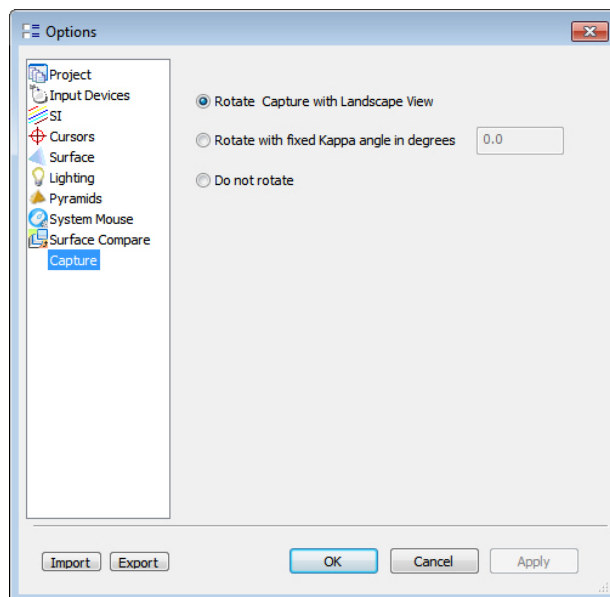 Options
Project
Input Devices
SI
Cursors
Surface
Lighting
Pyramids
System Mouse
Surface Compare
Capture
Rotate Capture with Landscape View
Rotate with fixed Kappa angle in degrees 0.0
Do not rotate
Import Export OK Cancel Apply